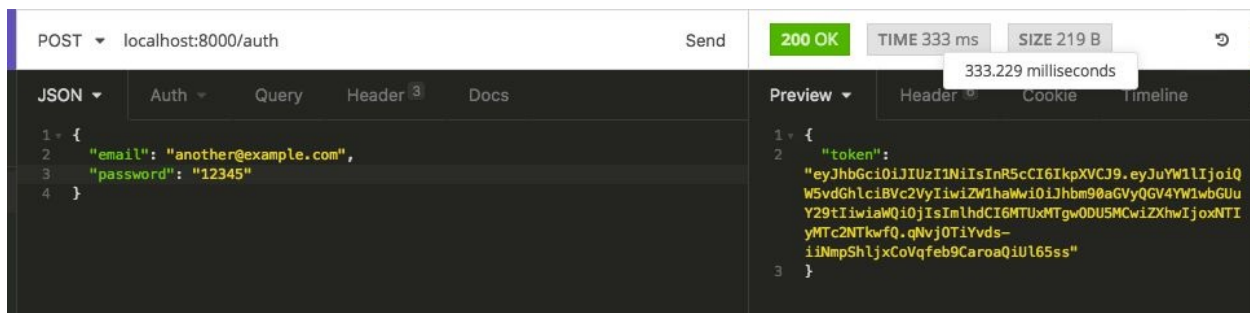 POST localhost:8000/auth Send 200 OK TIME 333 ms SIZE 219 B
333.229 milliseconds
JSON Auth Query Header 3 Docs Preview Header 6 Cookie Timeline
1 {
2 "email": "another@example.com",
3 "password": "12345"
4 }
1 {
2 "token":
"eyJhbGciOiJIUzI1NiIsInR5cCI6IkpXVCJ9.eyJuYW1lIjoiQ
W5vdGhlciBVc2VyIiwiZW1haWwiOiJhbm90aGVyQGV4YW1wbGUu
Y29tIiwiaWQiOjIsImlhdCI6MTUxMTgwODU5MCwiZXhwIjoxNTI
yMTc2NTkwfQ.qNvjOTiYvds-
iiNmpShljxCoVqfeb9CaroaQiUl65ss"
3 }